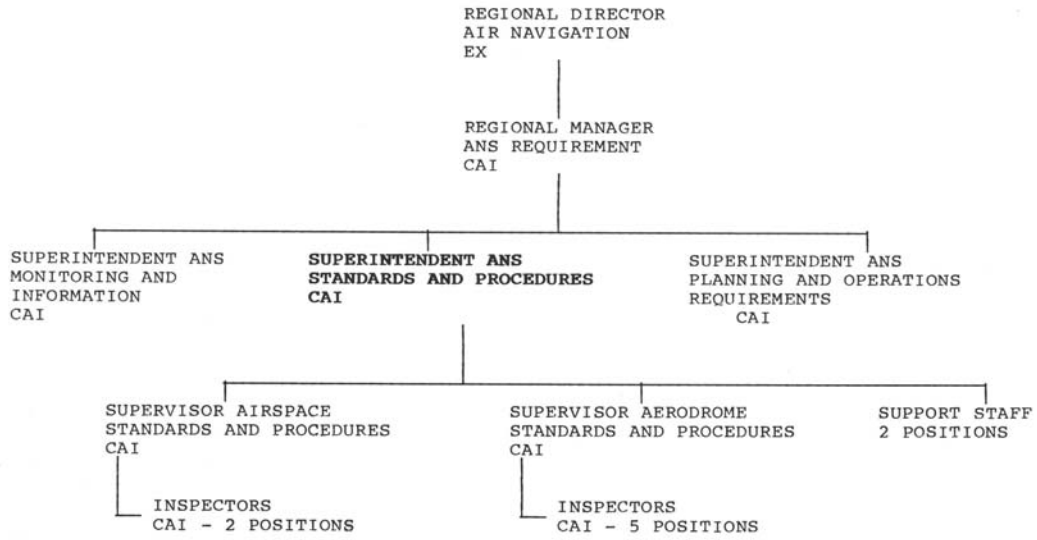 REGIONAL DIRECTOR
AIR NAVIGATION
EX
REGIONAL MANAGER
ANS REQUIREMENT
CAI
SUPERINTENDENT ANS
MONITORING AND
INFORMATION
CAI
SUPERINTENDENT ANS
STANDARDS AND PROCEDURES
CAI
SUPERINTENDENT ANS
PLANNING AND OPERATIONS
REQUIREMENTS
CAI
SUPERVISOR AIRSPACE
STANDARDS AND PROCEDURES
CAI
INSPECTORS
CAI - 2 POSITIONS
SUPERVISOR AERODROME
STANDARDS AND PROCEDURES
CAI
INSPECTORS
CAI - 5 POSITIONS
SUPPORT STAFF
2 POSITIONS